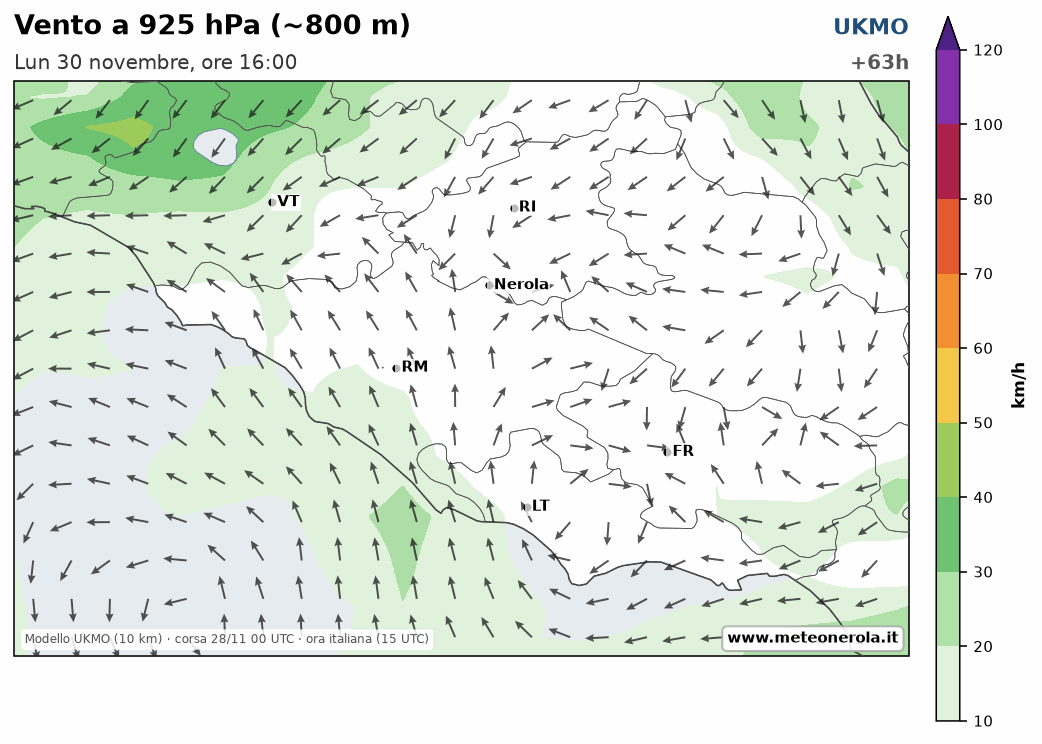 Vento a 925 hPa (~800 m)
UKMO
Lun 30 novembre, ore 16:00
+63h
VT
RI
Nerola
RM
FR
LT
120
100
80
70
60
50
40
30
20
10
km/h
Modello UKMO (10 km) · corsa 28/11 00 UTC · ora italiana (15 UTC)
www.meteonerola.it